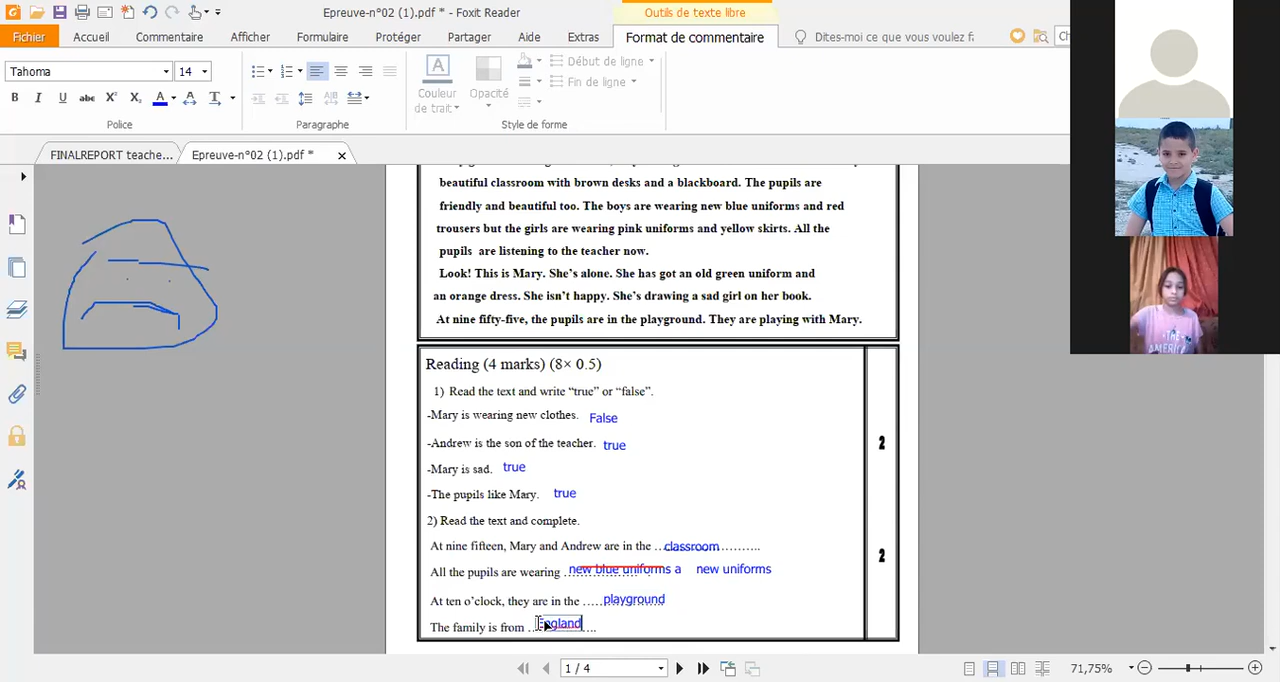 Epreuve-n°02 (1).pdf * - Foxit Reader
Outils de texte libre
Fichier
Accueil
Commentaire
Afficher
Formulaire
Protéger
Partager
Aide
Extras
Format de commentaire
Dites-moi ce que vous voulez f
Ch
Tahoma
14
Début de ligne
Fin de ligne
Couleur de trait
Opacité
Police
Paragraphe
Style de forme
FINALREPORT teache...
Epreuve-n°02 (1).pdf *
beautiful classroom with brown desks and a blackboard. The pupils are
friendly and beautiful too. The boys are wearing new blue uniforms and red
trousers but the girls are wearing pink uniforms and yellow skirts. All the
pupils are listening to the teacher now.
Look! This is Mary. She's alone. She has got an old green uniform and
an orange dress. She isn't happy. She's drawing a sad girl on her book.
At nine fifty-five, the pupils are in the playground. They are playing with Mary.
Reading (4 marks) (8× 0.5)
1) Read the text and write “true” or “false”.
-Mary is wearing new clothes. False
-Andrew is the son of the teacher. true
2
-Mary is sad. true
-The pupils like Mary. true
2) Read the text and complete.
At nine fifteen, Mary and Andrew are in the …classroom………..
2
All the pupils are wearing new blue uniforms a new uniforms
At ten o'clock, they are in the ….. playground
The family is from .. England ….
1 / 4
71,75%